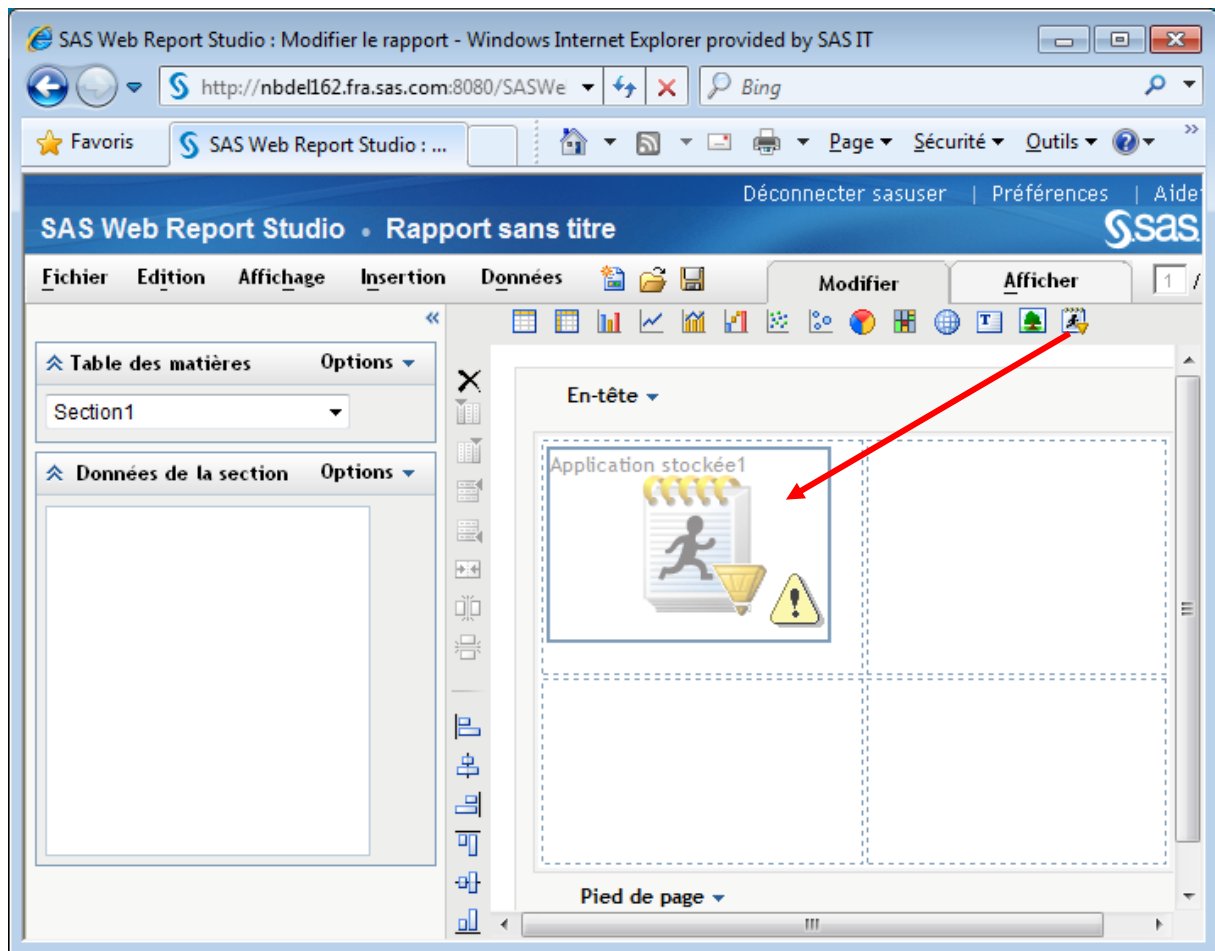 SAS Web Report Studio : Modifier le rapport - Windows Internet Explorer provided by SAS IT
http://nbdel162.fra.sas.com:8080/SASWe
Bing
Favoris
SAS Web Report Studio : ...
Page
Sécurité
Outils
Déconnecter sasuser | Préférences | Aide
SAS Web Report Studio • Rapport sans titre
sas
Fichier Edition Affichage Insertion Données
Modifier
Afficher
1 /
Table des matières
Options
Section1
Données de la section
Options
En-tête
Application stockée1
Pied de page